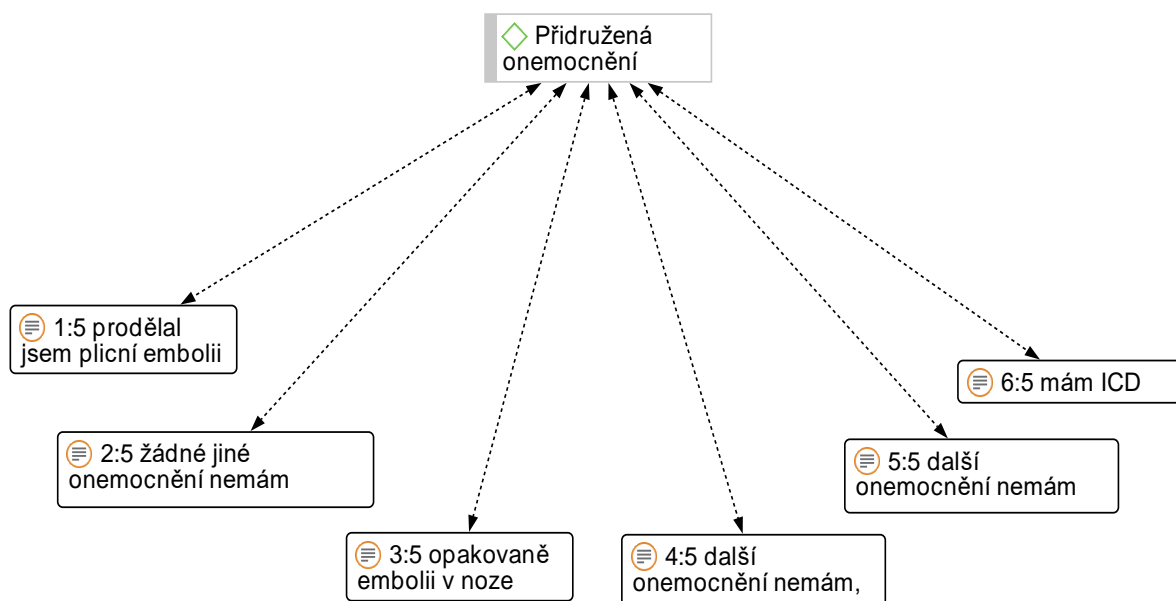 Přidružená
onemocnění
1:5 prodělal
jsem plicní embolii
2:5 žádné jiné
onemocnění nemám
3:5 opakovaně
embolii v noze
4:5 další
onemocnění nemám,
5:5 další
onemocnění nemám
6:5 mám ICD